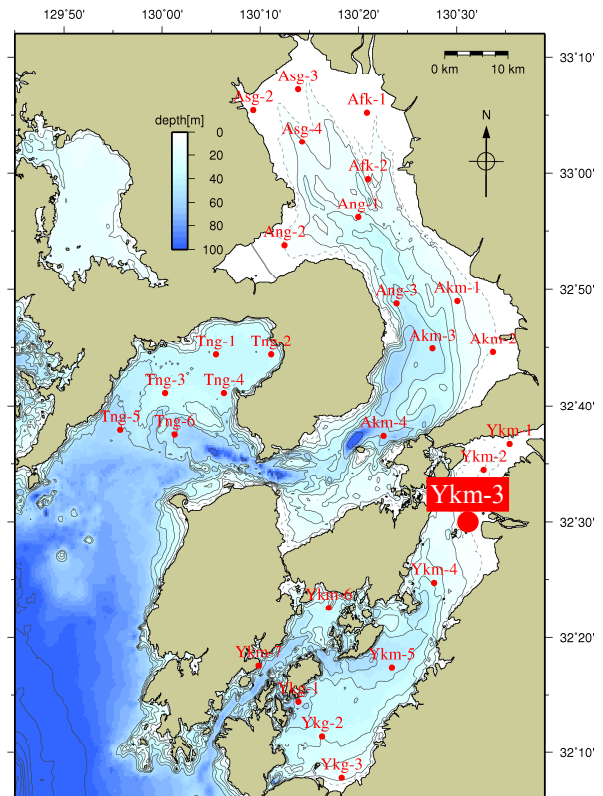 129°50' 130°00' 130°10' 130°20' 130°30'
33°10'
33°00'
32°50'
32°40'
32°30'
32°20'
32°10'
0 km 10 km
N
depth[m]
0
20
40
60
80
100
Asg-3
Asg-2
Afk-1
Asg-4
Afk-2
Ang-1
Ang-2
Ang-3
Akm-1
Akm-3
Akm-2
Tng-1
Tng-2
Tng-3
Tng-4
Tng-5
Tng-6
Akm-4
Ykm-1
Ykm-2
Ykm-3
Ykm-4
Ykm-6
Ykm-7
Ykm-5
Ykg-1
Ykg-2
Ykg-3